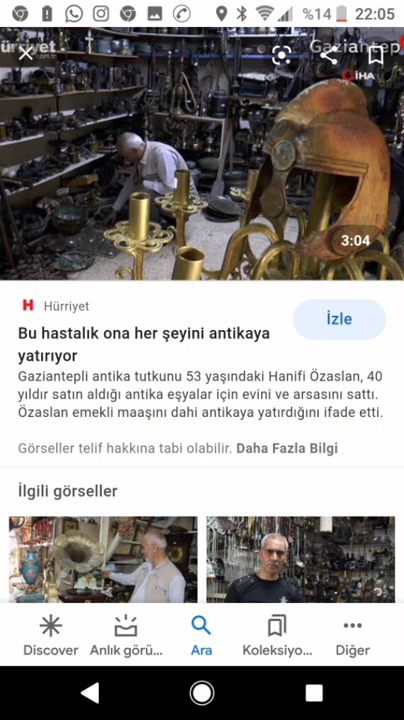 %14 22:05
ürriyet
.com.tr
Gaziantep
İHA
3:04
H Hürriyet
İzle
Bu hastalık ona her şeyini antikaya
yatırıyor
Gaziantepli antika tutkunu 53 yaşındaki Hanifi Özaslan, 40
yıldır satın aldığı antika eşyalar için evini ve arsasını sattı.
Özaslan emekli maaşını dahi antikaya yatırdığını ifade etti.
Görseller telif hakkına tabi olabilir. Daha Fazla Bilgi
İlgili görseller
Discover Anlık görü... Ara Koleksiyo... Diğer